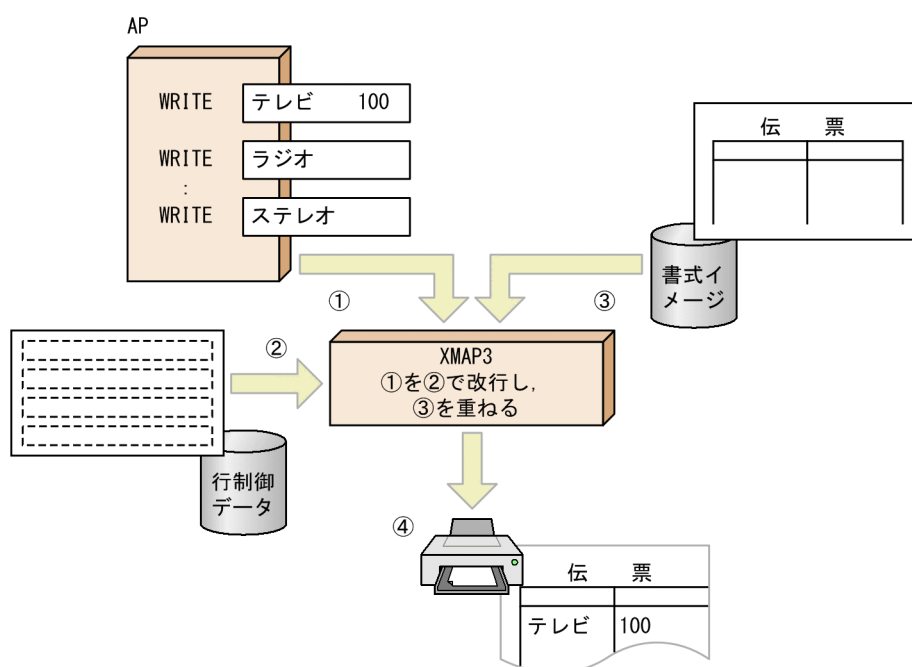 AP
WRITE テレビ 100
WRITE ラジオ
:
WRITE ステレオ
伝 票
書式イ
メージ
①
③
②
XMAP3
①を②で改行し,
③を重ねる
行制御
データ
④
伝 票
テレビ 100